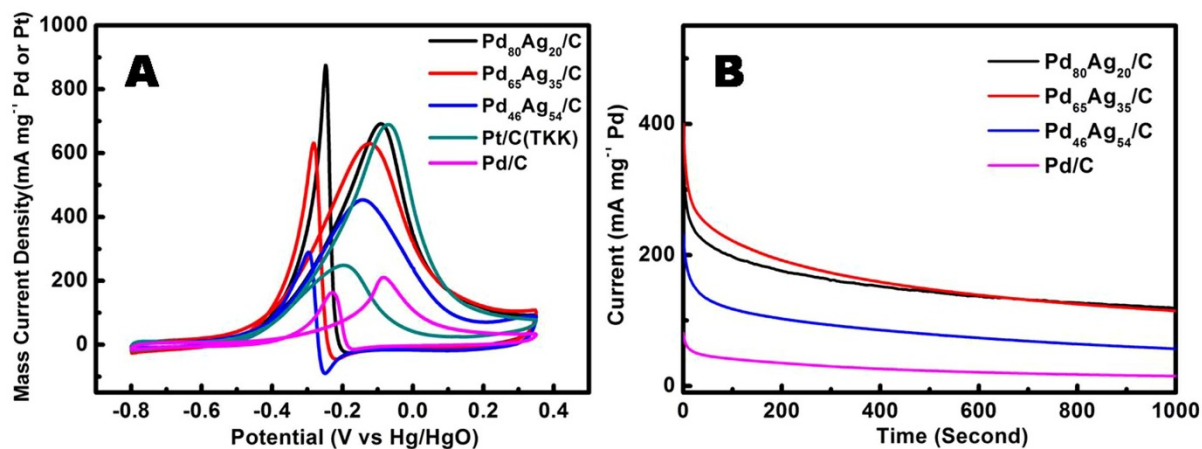 A
Mass Current Density(mA mg⁻¹ Pd or Pt)
1000
800
600
400
200
0
Pd₈₀Ag₂₀/C
Pd₆₅Ag₃₅/C
Pd₄₆Ag₅₄/C
Pt/C(TKK)
Pd/C
-0.8 -0.6 -0.4 -0.2 0.0 0.2 0.4
Potential (V vs Hg/HgO)
B
Current (mA mg⁻¹ Pd)
400
200
0
Pd₈₀Ag₂₀/C
Pd₆₅Ag₃₅/C
Pd₄₆Ag₅₄/C
Pd/C
0 200 400 600 800 1000
Time (Second)